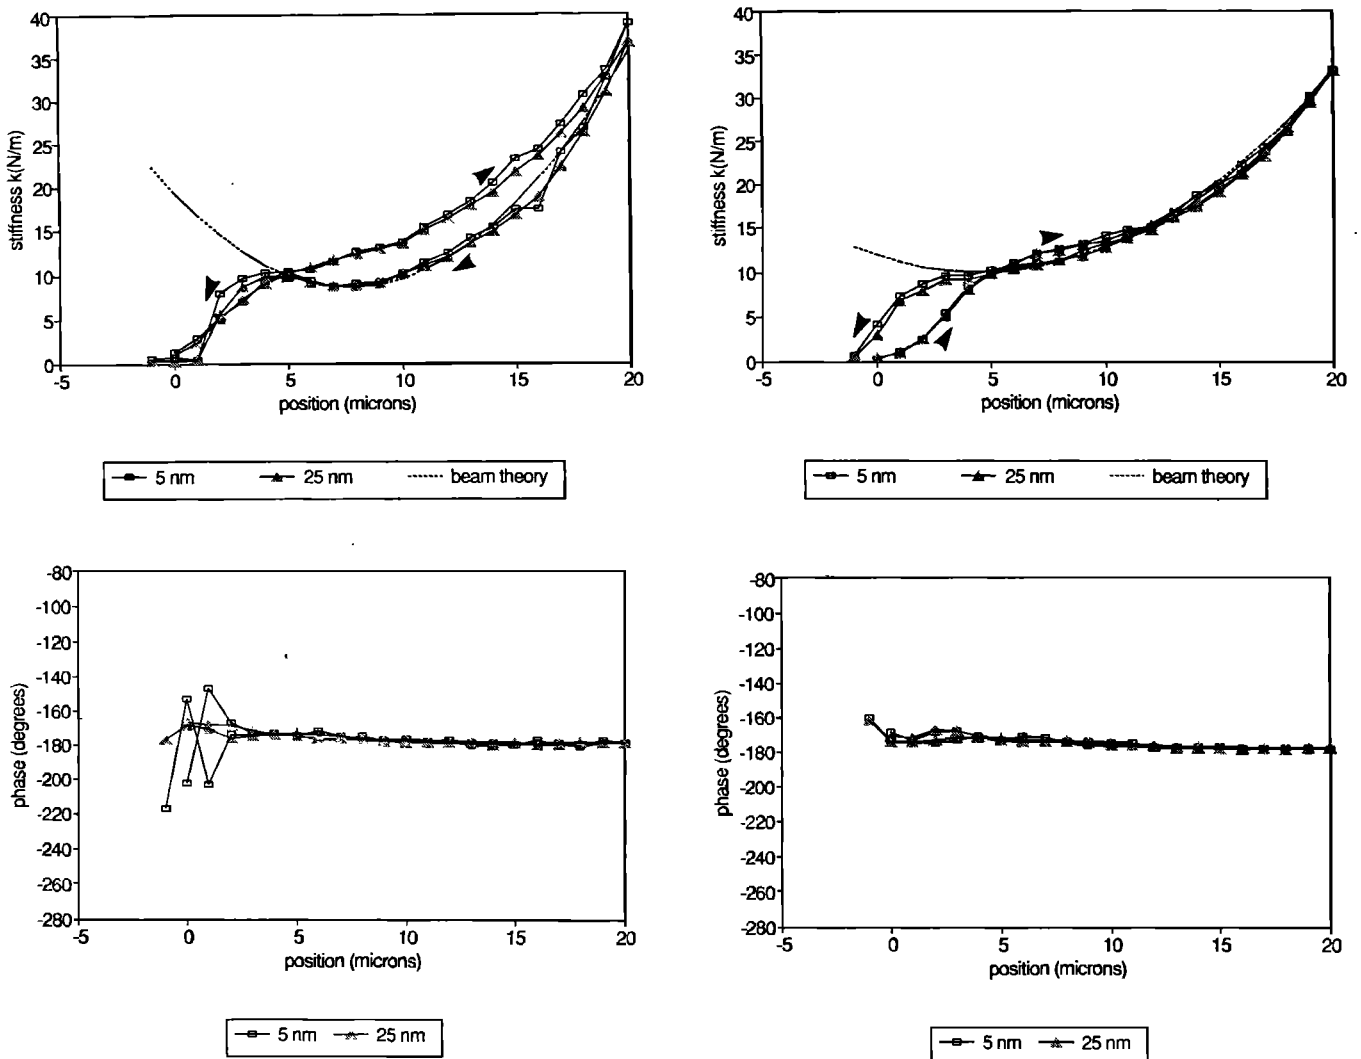 40
35
30
25
20
15
10
5
0
-5 0 5 10 15 20
stiffness k(N/m)
position (microns)
5 nm 25 nm beam theory
40
35
30
25
20
15
10
5
0
-5 0 5 10 15 20
stiffness k(N/m)
position (microns)
5 nm 25 nm beam theory
-80
-100
-120
-140
-160
-180
-200
-220
-240
-260
-280
-5 0 5 10 15 20
phase (degrees)
position (microns)
5 nm 25 nm
-80
-100
-120
-140
-160
-180
-200
-220
-240
-260
-280
-5 0 5 10 15 20
phase (degrees)
position (microns)
5 nm 25 nm